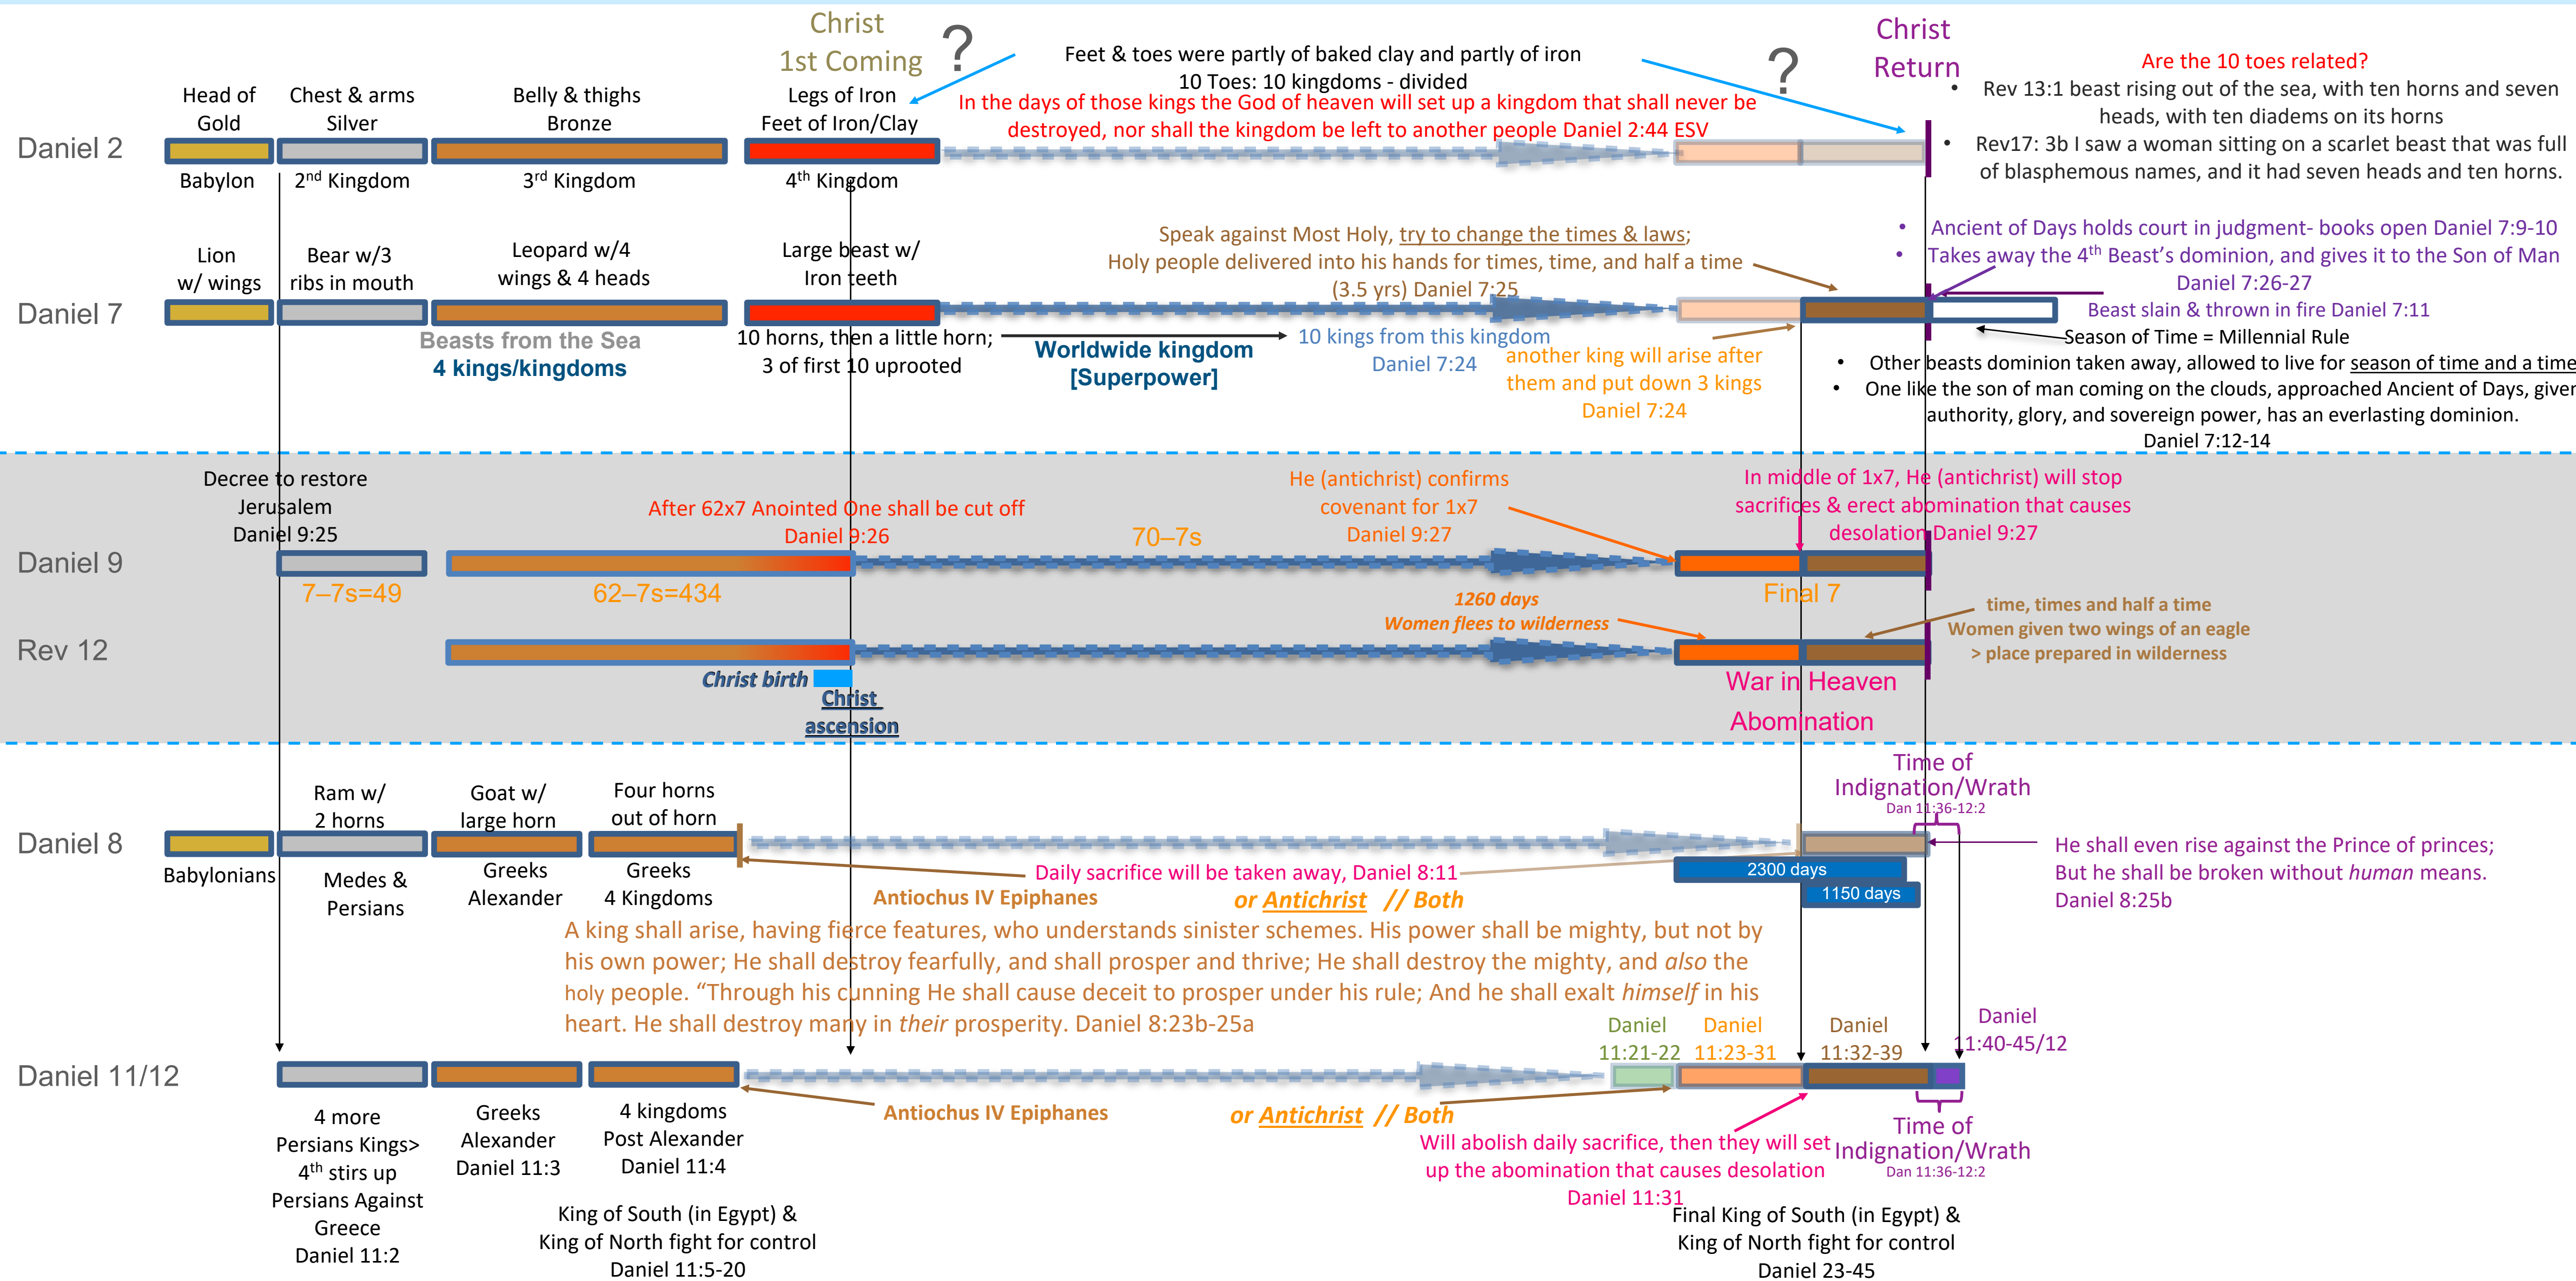 Christ
1st Coming
?
Feet & toes were partly of baked clay and partly of iron
10 Toes: 10 kingdoms - divided
In the days of those kings the God of heaven will set up a kingdom that shall never be
destroyed, nor shall the kingdom be left to another people Daniel 2:44 ESV
?
Christ
Return
Are the 10 toes related?
• Rev 13:1 beast rising out of the sea, with ten horns and seven
heads, with ten diadems on its horns
• Rev17: 3b I saw a woman sitting on a scarlet beast that was full
of blasphemous names, and it had seven heads and ten horns.
Daniel 2
Head of
Gold
Babylon
Chest & arms
Silver
2nd Kingdom
Belly & thighs
Bronze
3rd Kingdom
Legs of Iron
Feet of Iron/Clay
4th Kingdom
Daniel 7
Lion
w/ wings
Bear w/3
ribs in mouth
Leopard w/4
wings & 4 heads
Beasts from the Sea
4 kings/kingdoms
Large beast w/
Iron teeth
10 horns, then a little horn;
3 of first 10 uprooted
Worldwide kingdom
[Superpower]
10 kings from this kingdom
Daniel 7:24
Speak against Most Holy, try to change the times & laws;
Holy people delivered into his hands for times, time, and half a time
(3.5 yrs) Daniel 7:25
another king will arise after
them and put down 3 kings
Daniel 7:24
• Ancient of Days holds court in judgment- books open Daniel 7:9-10
• Takes away the 4th Beast’s dominion, and gives it to the Son of Man
Daniel 7:26-27
Beast slain & thrown in fire Daniel 7:11
Season of Time = Millennial Rule
• Other beasts dominion taken away, allowed to live for season of time and a time
• One like the son of man coming on the clouds, approached Ancient of Days, given
authority, glory, and sovereign power, has an everlasting dominion.
Daniel 7:12-14
Daniel 9
Decree to restore
Jerusalem
Daniel 9:25
7–7s=49
After 62x7 Anointed One shall be cut off
Daniel 9:26
62–7s=434
70–7s
He (antichrist) confirms
covenant for 1x7
Daniel 9:27
In middle of 1x7, He (antichrist) will stop
sacrifices & erect abomination that causes
desolation Daniel 9:27
Final 7
Rev 12
Christ birth
Christ
ascension
1260 days
Women flees to wilderness
time, times and half a time
Women given two wings of an eagle
> place prepared in wilderness
War in Heaven
Abomination
Daniel 8
Babylonians
Ram w/
2 horns
Medes &
Persians
Goat w/
large horn
Greeks
Alexander
Four horns
out of horn
Greeks
4 Kingdoms
Daily sacrifice will be taken away, Daniel 8:11
Antiochus IV Epiphanes
or Antichrist // Both
Time of
Indignation/Wrath
Dan 11:36-12:2
2300 days
1150 days
He shall even rise against the Prince of princes;
But he shall be broken without human means.
Daniel 8:25b
A king shall arise, having fierce features, who understands sinister schemes. His power shall be mighty, but not by
his own power; He shall destroy fearfully, and shall prosper and thrive; He shall destroy the mighty, and also the
holy people. “Through his cunning He shall cause deceit to prosper under his rule; And he shall exalt himself in his
heart. He shall destroy many in their prosperity. Daniel 8:23b-25a
Daniel 11/12
4 more
Persians Kings>
4th stirs up
Persians Against
Greece
Daniel 11:2
Greeks
Alexander
Daniel 11:3
4 kingdoms
Post Alexander
Daniel 11:4
King of South (in Egypt) &
King of North fight for control
Daniel 11:5-20
Antiochus IV Epiphanes
or Antichrist // Both
Daniel
11:21-22
Daniel
11:23-31
Daniel
11:32-39
Daniel
11:40-45/12
Will abolish daily sacrifice, then they will set
up the abomination that causes desolation
Daniel 11:31
Time of
Indignation/Wrath
Dan 11:36-12:2
Final King of South (in Egypt) &
King of North fight for control
Daniel 23-45